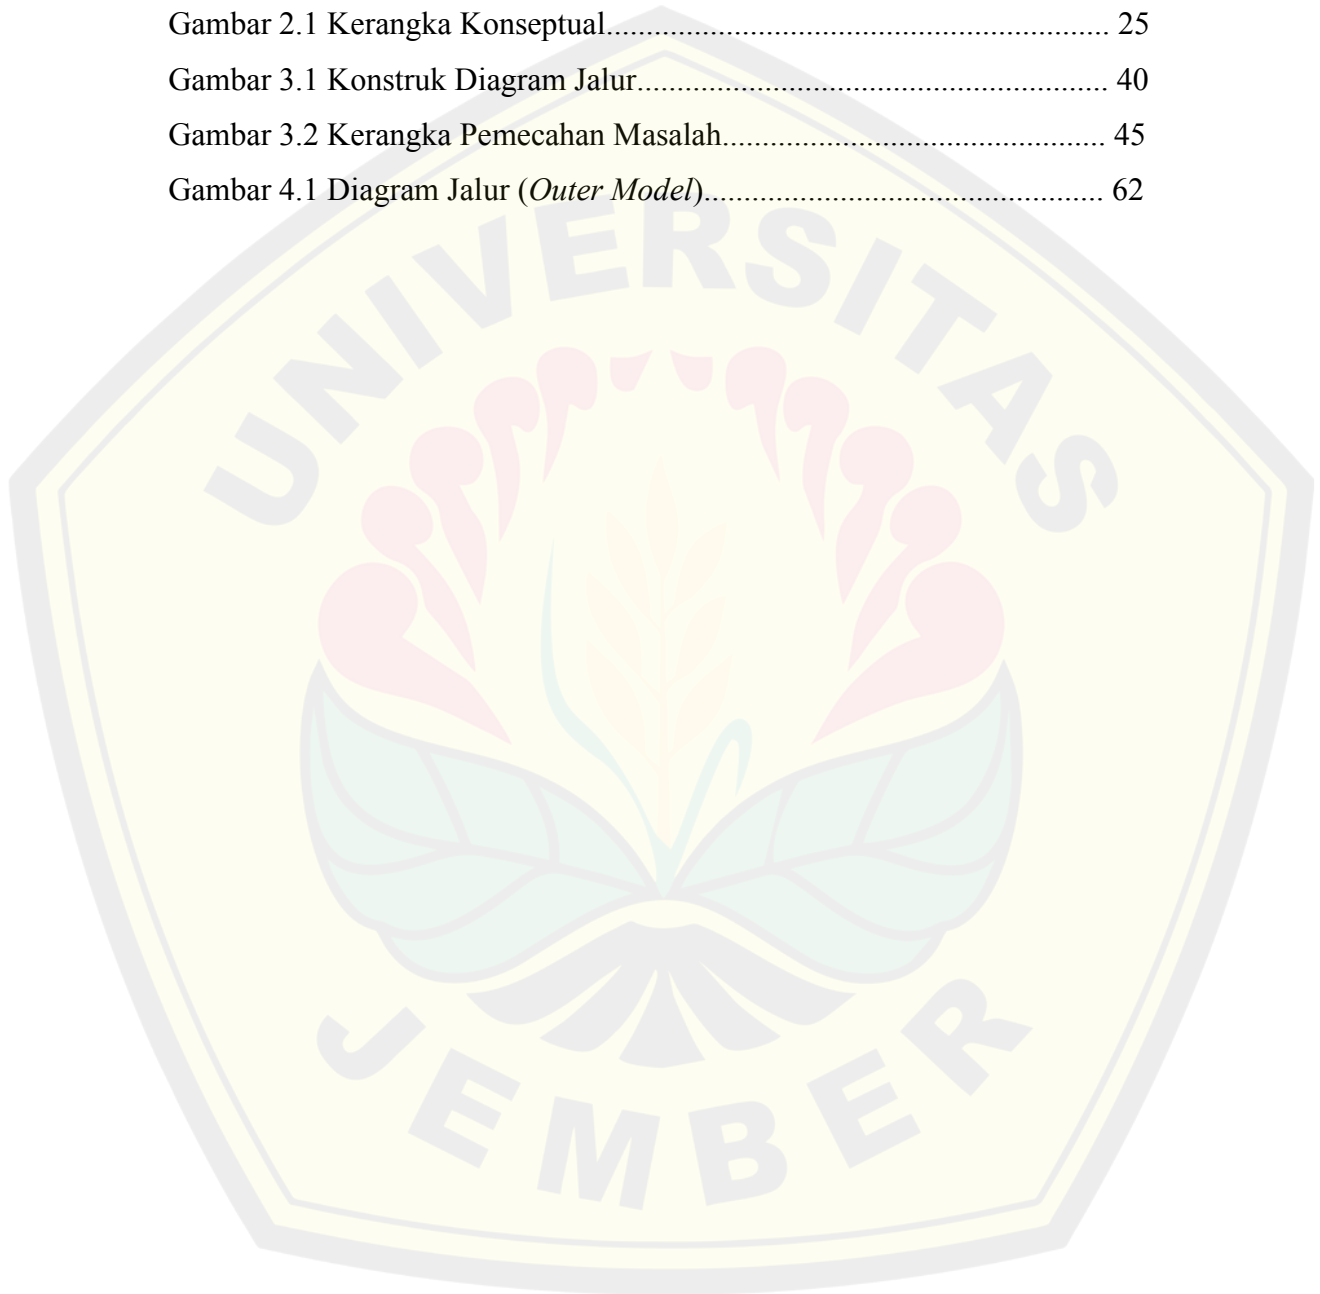 Gambar 2.1 Kerangka Konseptual............................................................... 25
Gambar 3.1 Konstruk Diagram Jalur........................................................... 40
Gambar 3.2 Kerangka Pemecahan Masalah................................................ 45
Gambar 4.1 Diagram Jalur (Outer Model).................................................. 62
UNIVERSITAS
JEMBER